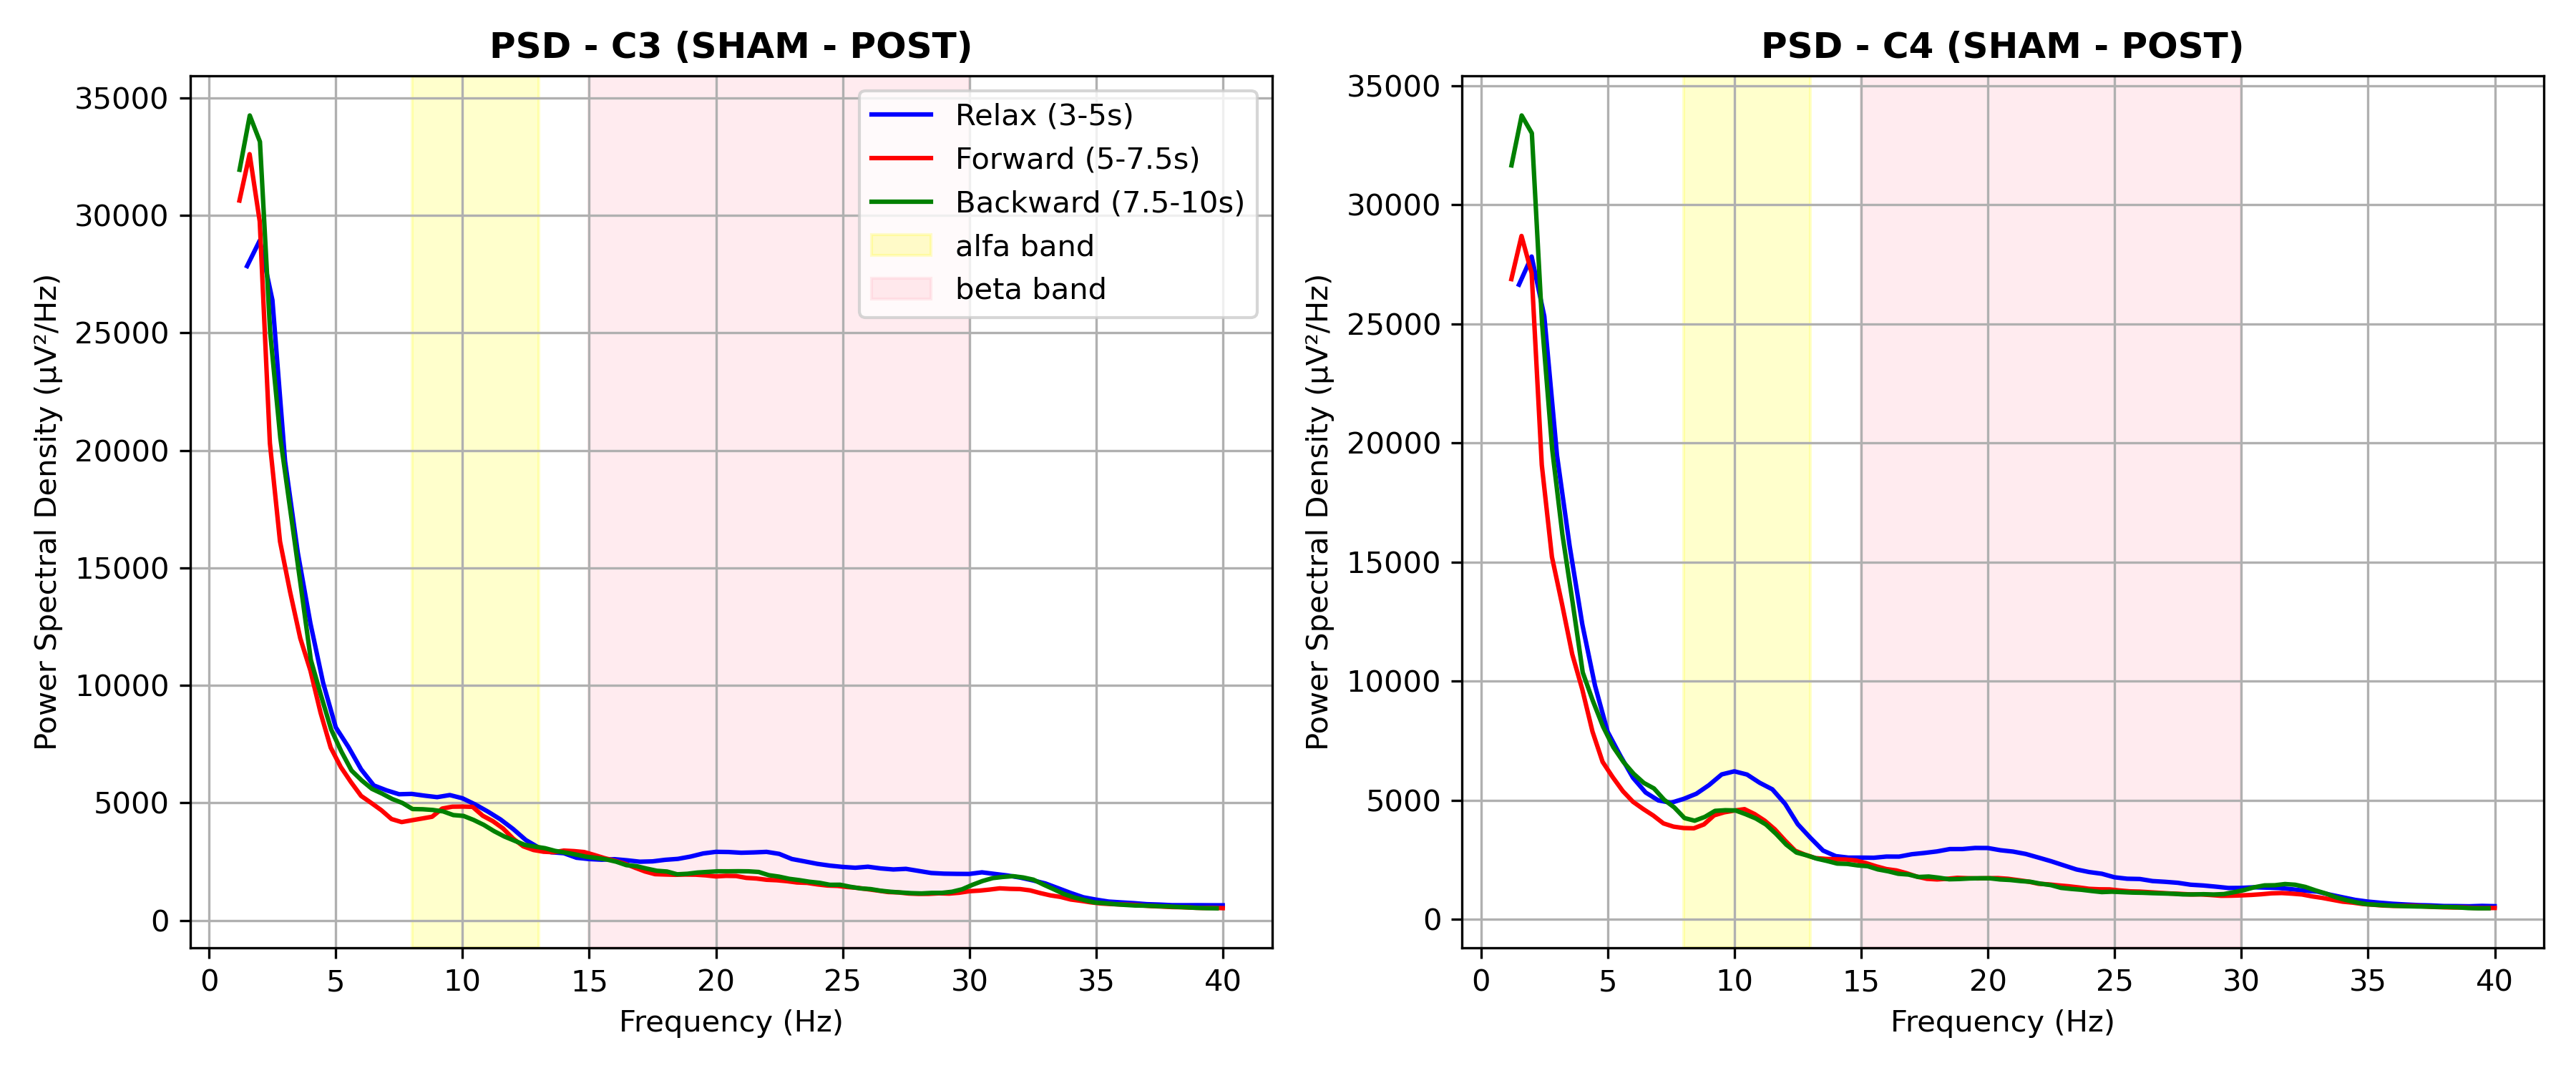 PSD - C3 (SHAM - POST)
35000
30000
25000
20000
15000
10000
5000
0
Power Spectral Density (µV²/Hz)
Relax (3-5s)
Forward (5-7.5s)
Backward (7.5-10s)
alfa band
beta band
0 5 10 15 20 25 30 35 40
Frequency (Hz)
PSD - C4 (SHAM - POST)
35000
30000
25000
20000
15000
10000
5000
0
Power Spectral Density (µV²/Hz)
0 5 10 15 20 25 30 35 40
Frequency (Hz)